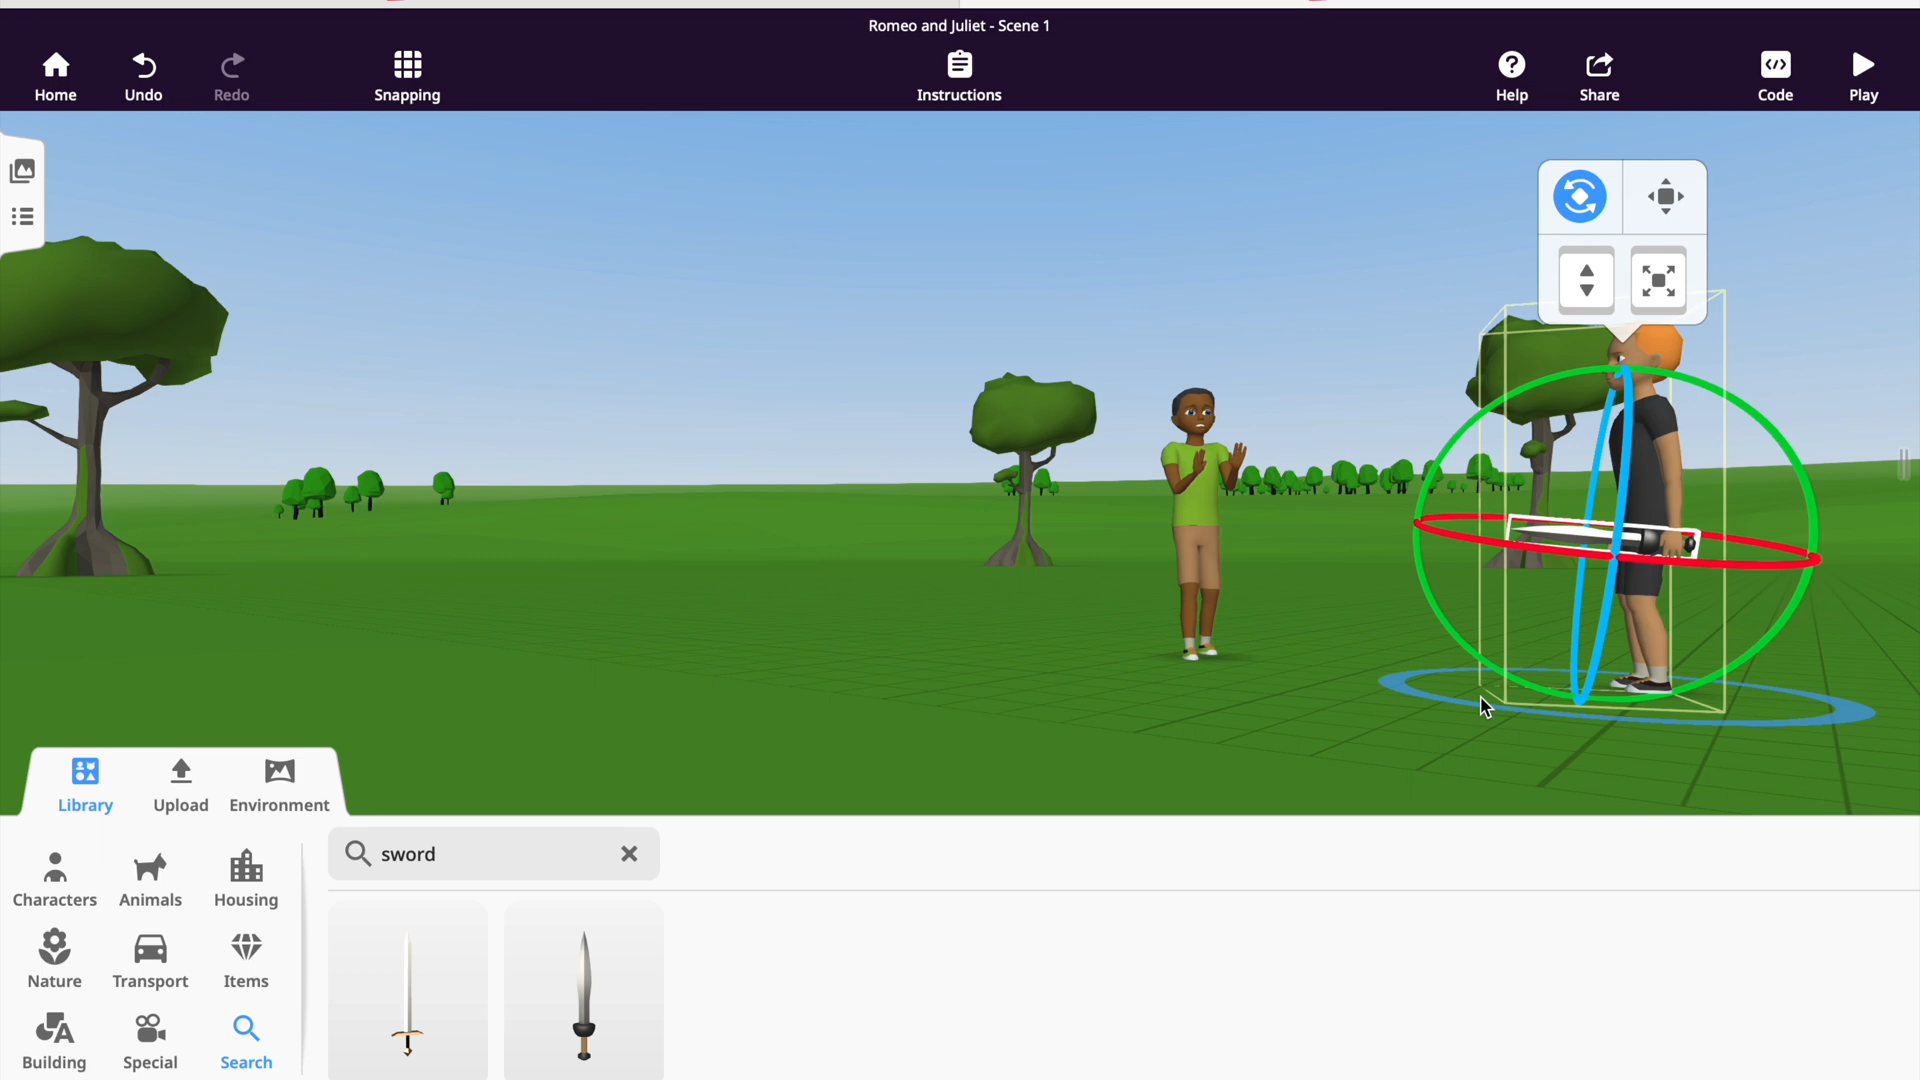 Romeo and Juliet - Scene 1
Home
Undo
Redo
Snapping
Instructions
Help
Share
Code
Play
Library
Upload
Environment
Characters
Animals
Housing
Nature
Transport
Items
Building
Special
Search
sword